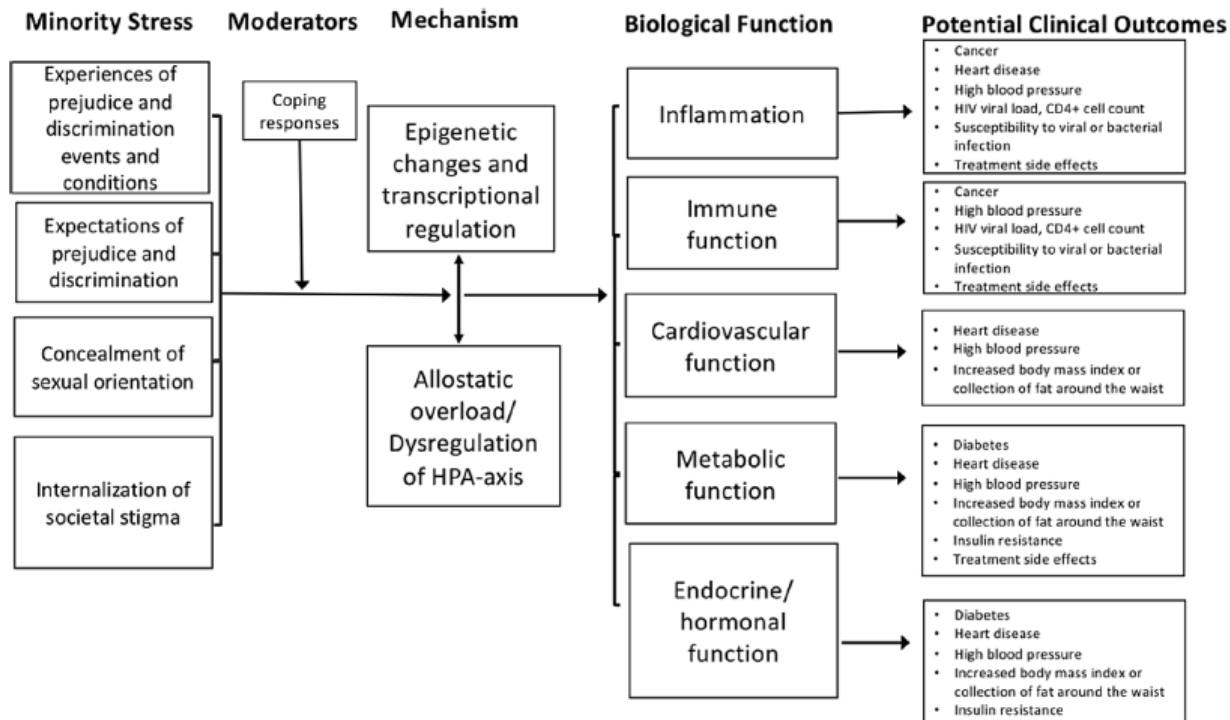 Minority Stress
Moderators
Mechanism
Biological Function
Potential Clinical Outcomes
Experiences of
prejudice and
discrimination
events and
conditions
Expectations of
prejudice and
discrimination
Concealment of
sexual orientation
Internalization of
societal stigma
Coping
responses
Epigenetic
changes and
transcriptional
regulation
Allostatic
overload/
Dysregulation
of HPA-axis
Inflammation
Immune
function
Cardiovascular
function
Metabolic
function
Endocrine/
hormonal
function
• Cancer
• Heart disease
• High blood pressure
• HIV viral load, CD4+ cell count
• Susceptibility to viral or bacterial
infection
• Treatment side effects
• Cancer
• High blood pressure
• HIV viral load, CD4+ cell count
• Susceptibility to viral or bacterial
infection
• Treatment side effects
• Heart disease
• High blood pressure
• Increased body mass index or
collection of fat around the waist
• Diabetes
• Heart disease
• High blood pressure
• Increased body mass index or
collection of fat around the waist
• Insulin resistance
• Treatment side effects
• Diabetes
• Heart disease
• High blood pressure
• Increased body mass index or
collection of fat around the waist
• Insulin resistance